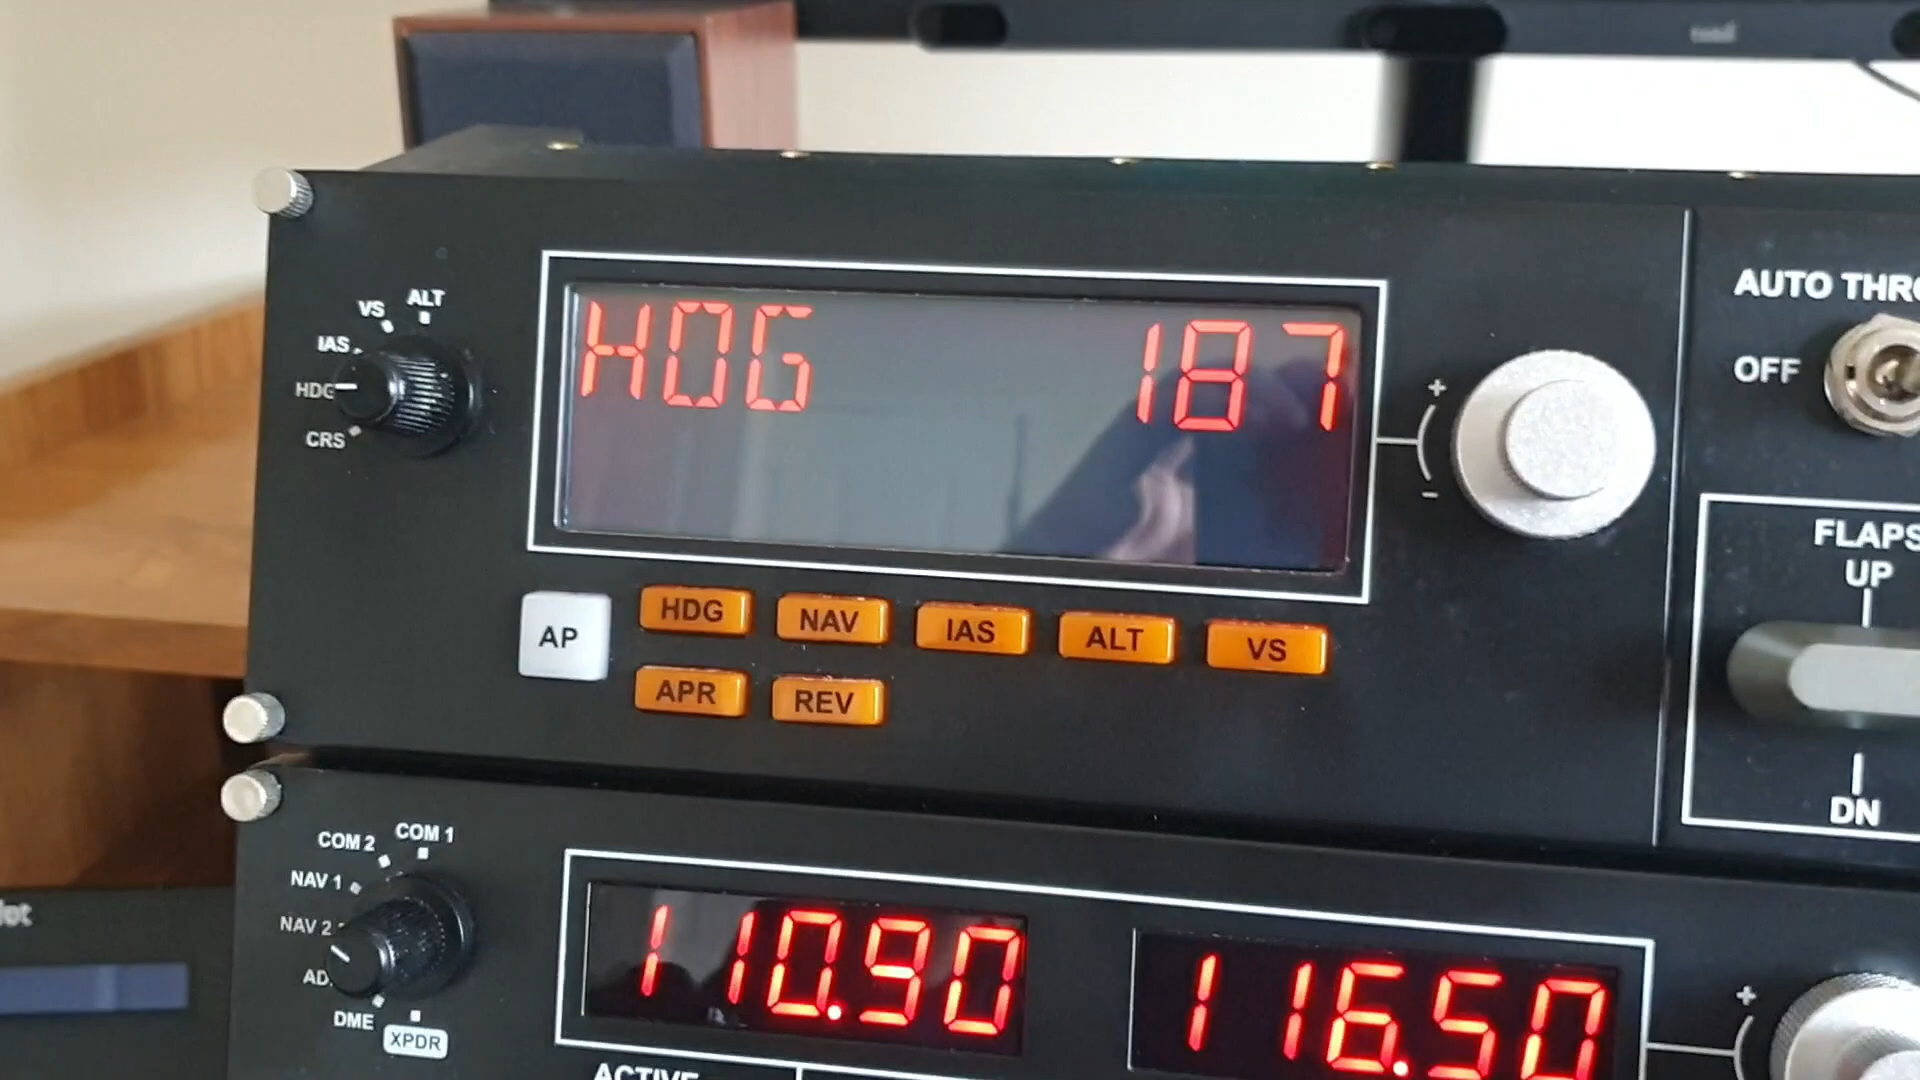 ALT
VS
IAS
HDG
CRS
HDG 187
+
-
AP
HDG
NAV
IAS
ALT
VS
APR
REV
AUTO THRO
OFF
FLAPS
UP
DN
COM 1
COM 2
NAV 1
NAV 2
AD
DME
XPDR
110.90
116.50
+
ACTIVE